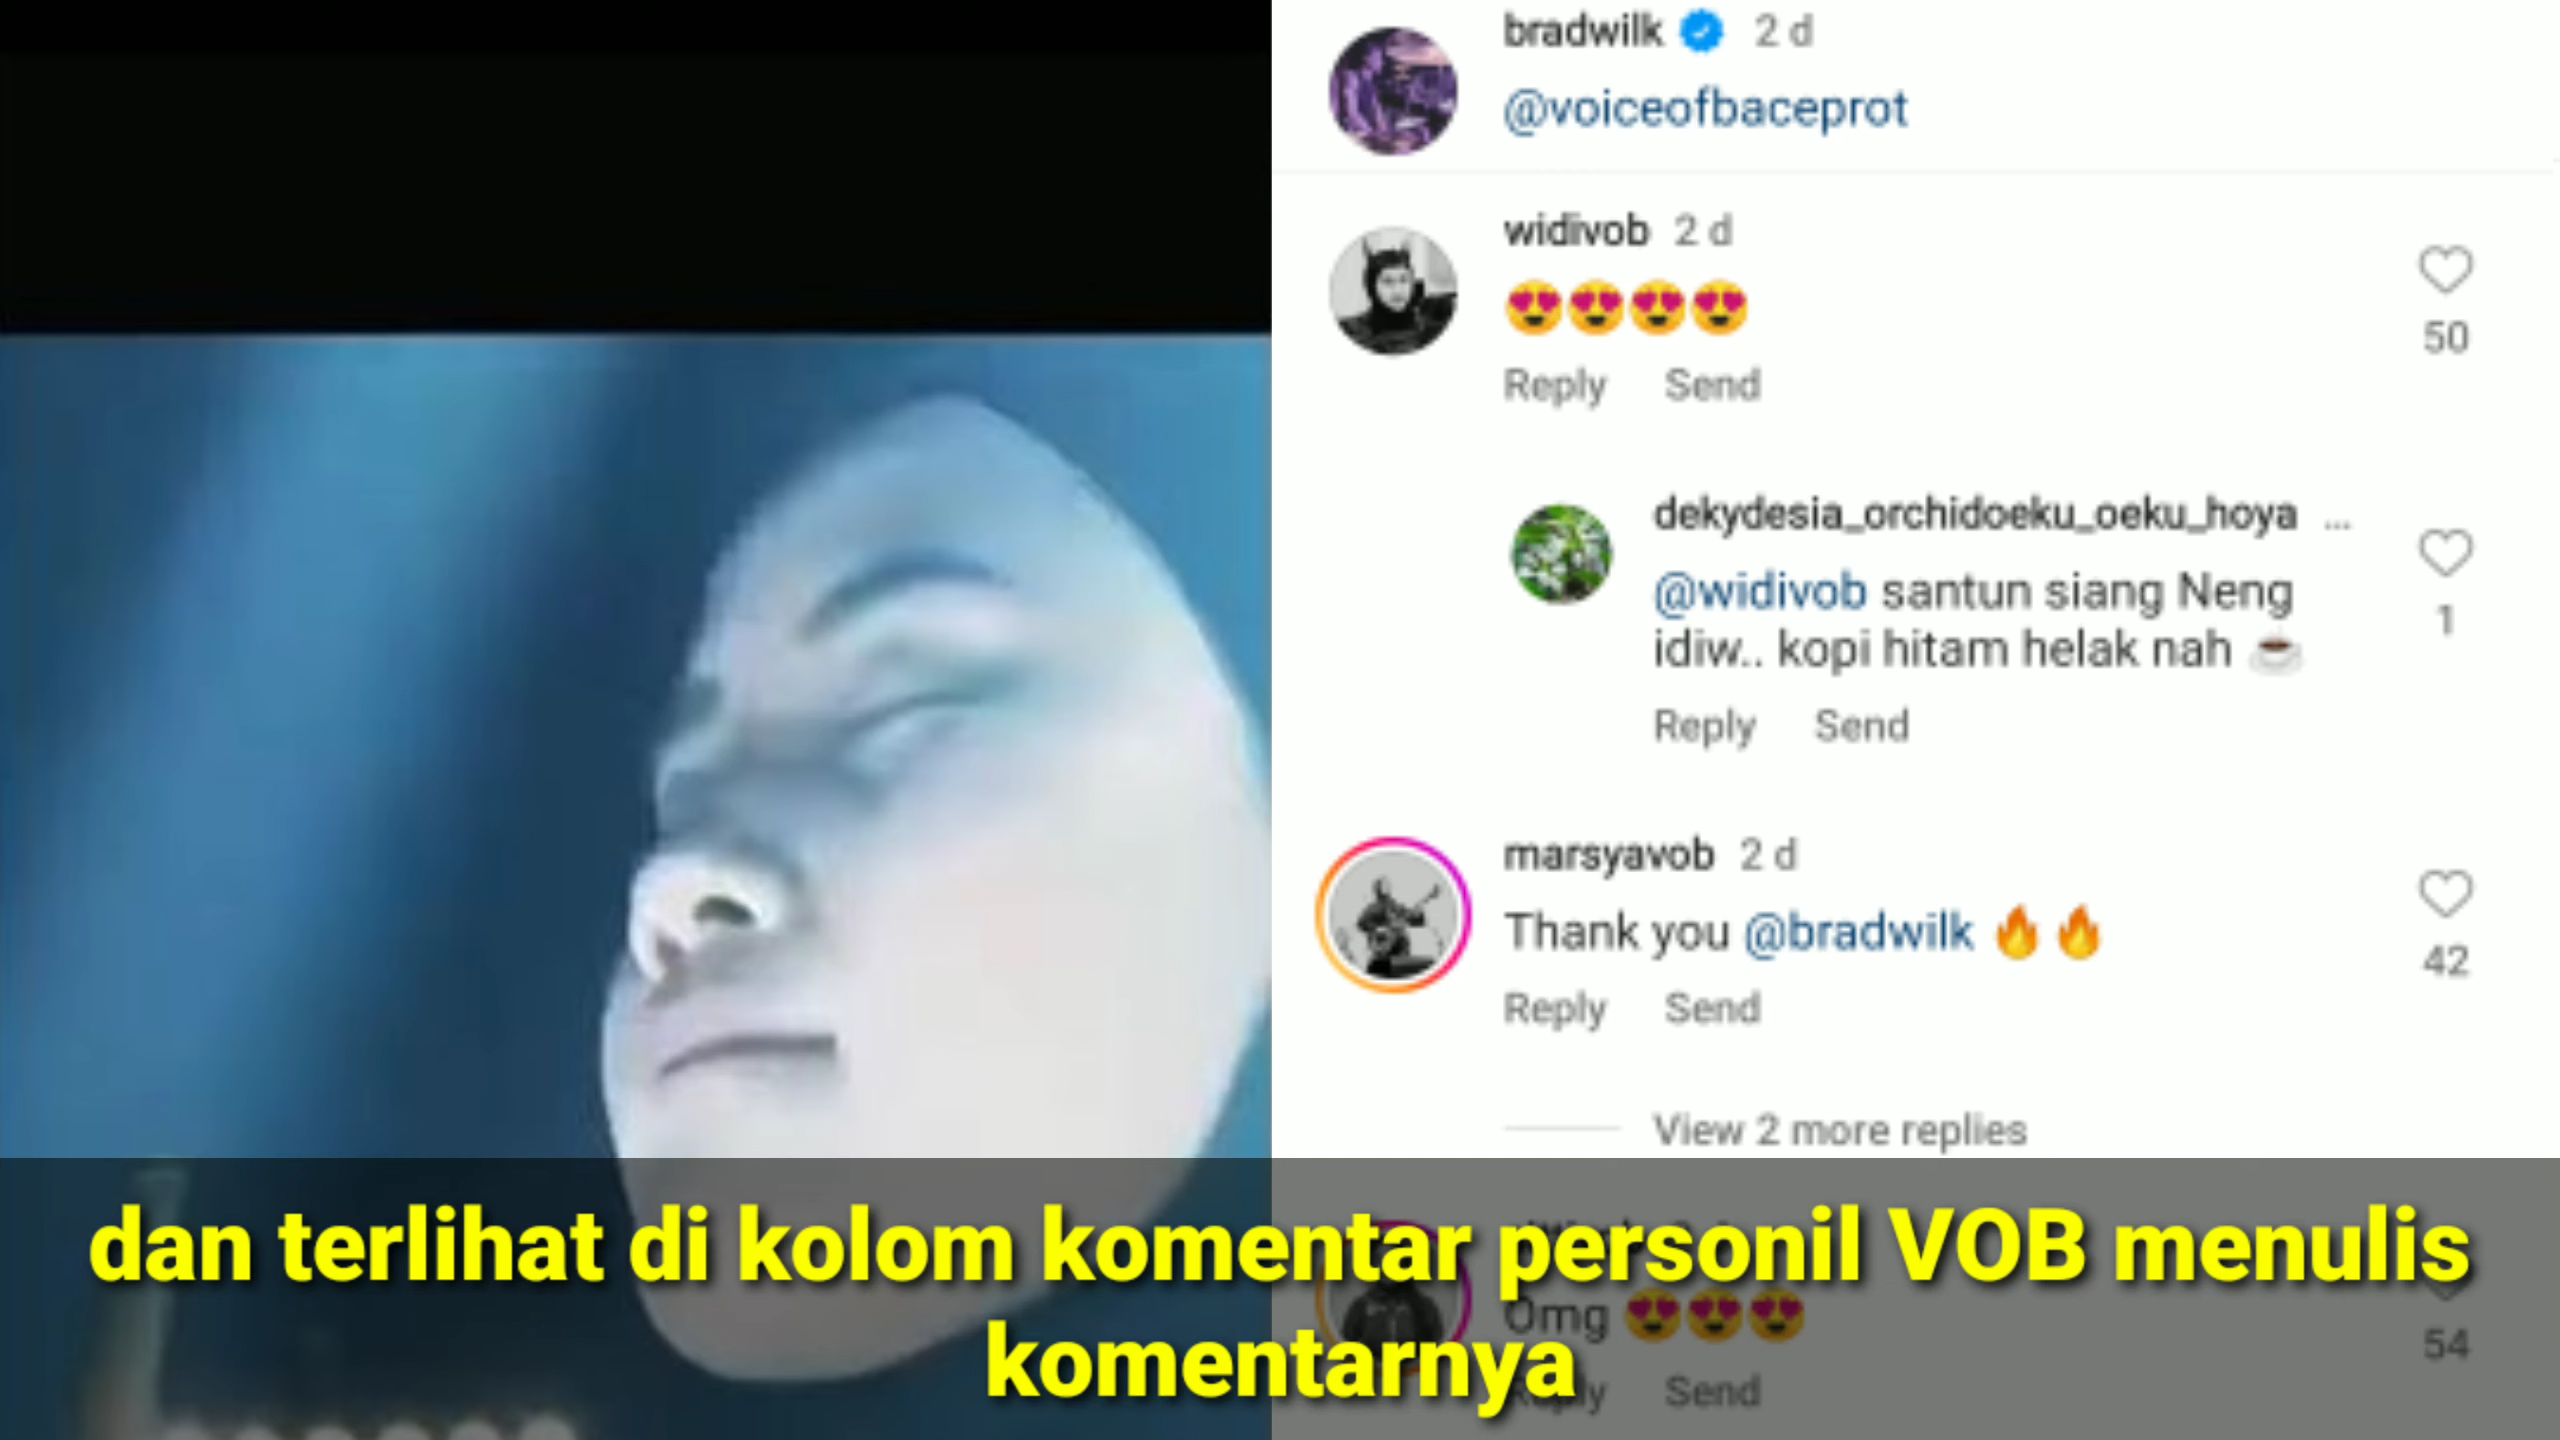 bradwilk 2 d
@voiceofbaceprot
widivob 2 d
😍😍😍😍
50
Reply Send
dekydesia_orchidoeku_oeku_hoya ...
@widivob santun siang Neng
idiw.. kopi hitam helak nah ☕
1
Reply Send
marsyavob 2 d
Thank you @bradwilk 🔥🔥
42
Reply Send
View 2 more replies
Omg 😍😍😍
54
Reply Send
dan terlihat di kolom komentar personil VOB menulis
komentarnya